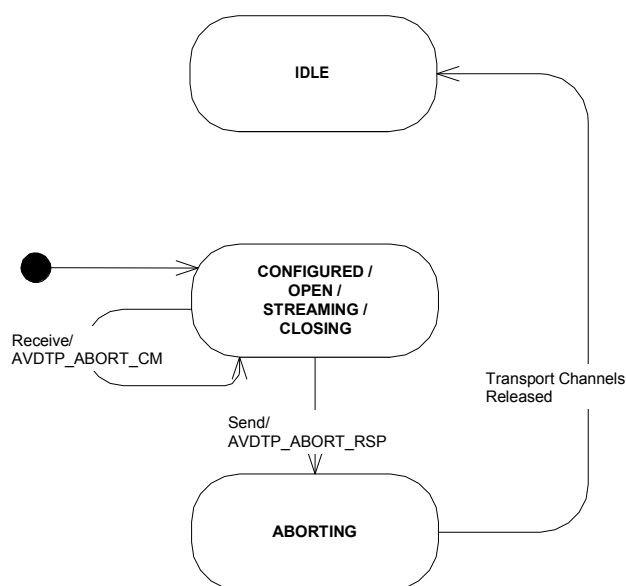 IDLE
CONFIGURED /
OPEN /
STREAMING /
CLOSING
Receive/
AVDTP_ABORT_CM
Transport Channels
Released
Send/
AVDTP_ABORT_RSP
ABORTING